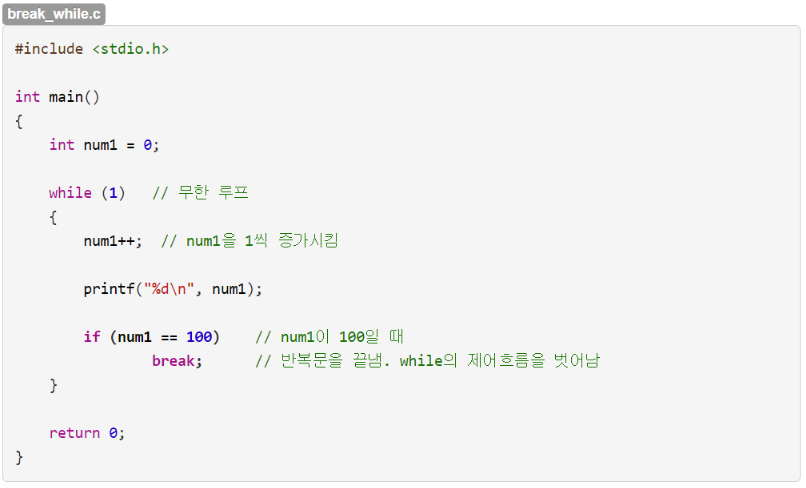 break_while.c
#include <stdio.h>
int main()
{
    int num1 = 0;
    while (1)   // 무한 루프
    {
        num1++;  // num1을 1씩 증가시킴
        printf("%d\n", num1);
        if (num1 == 100)    // num1이 100일 때
                break;      // 반복문을 끝냄. while의 제어흐름을 벗어남
    }
    return 0;
}